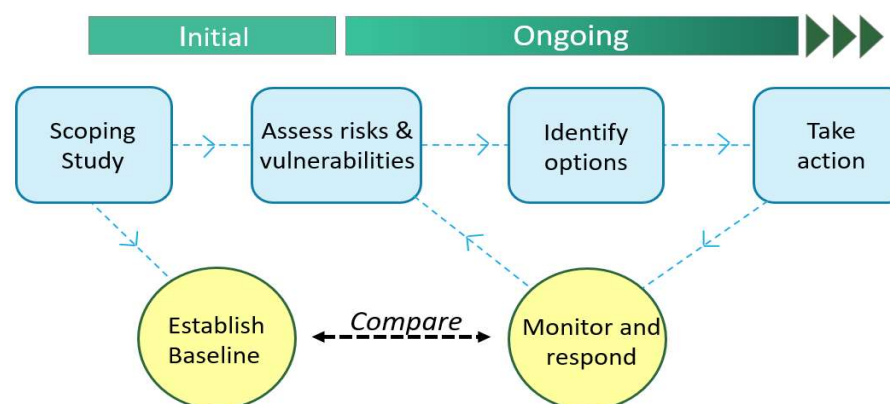 Initial
Ongoing
Scoping
Study
Assess risks &
vulnerabilities
Identify
options
Take
action
Establish
Baseline
Compare
Monitor and
respond